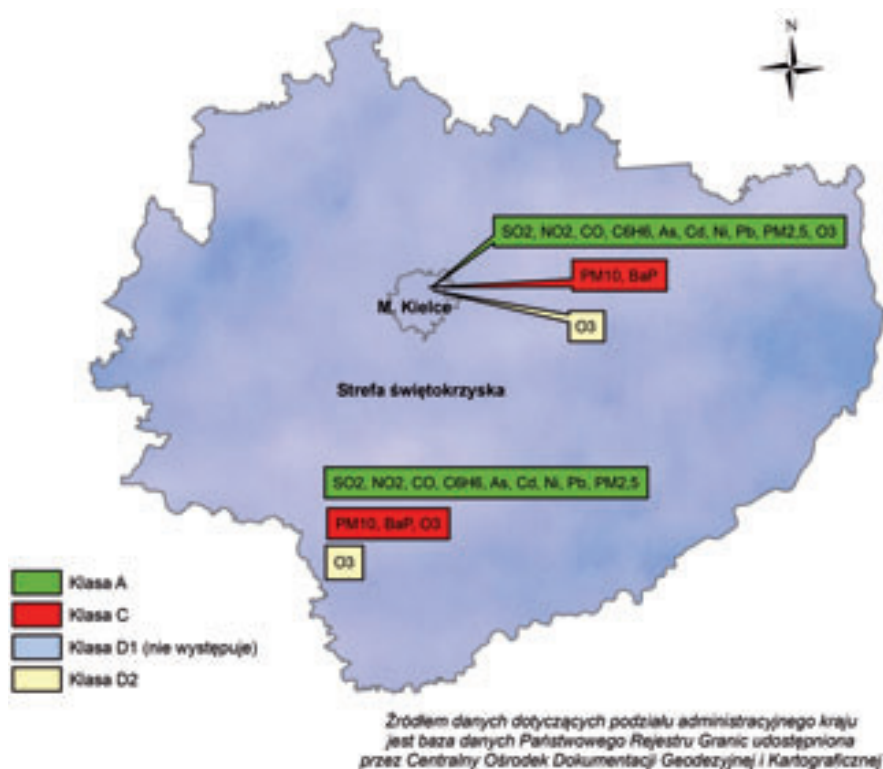 N
SO2, NO2, CO, C6H6, As, Cd, Ni, Pb, PM2,5, O3
PM10, BaP
M. Kielce
O3
Strefa świętokrzyska
SO2, NO2, CO, C6H6, As, Cd, Ni, Pb, PM2,5
PM10, BaP, O3
O3
Klasa A
Klasa C
Klasa D1 (nie występuje)
Klasa D2
Źródłem danych dotyczących podziału administracyjnego kraju
jest baza danych Państwowego Rejestru Granic udostępniona
przez Centralny Ośrodek Dokumentacji Geodezyjnej i Kartograficznej